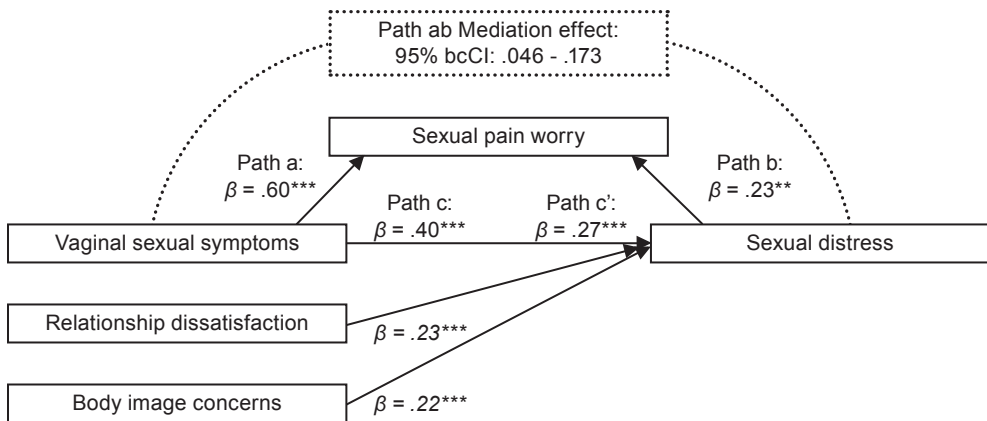 Path ab Mediation effect:
95% bcCI: .046 - .173
Sexual pain worry
Path a:
β = .60***
Path b:
β = .23**
Path c:
β = .40***
Path c’:
β = .27***
Vaginal sexual symptoms
Sexual distress
Relationship dissatisfaction
β = .23***
Body image concerns
β = .22***